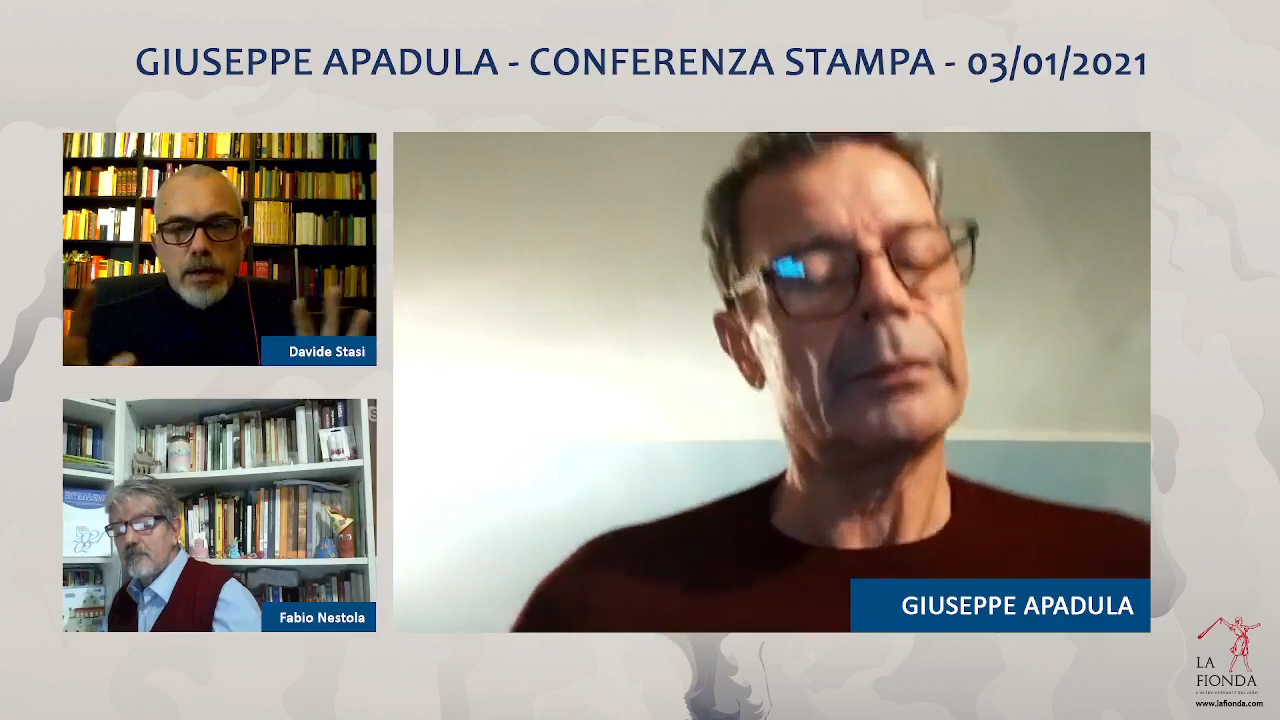 GIUSEPPE APADULA - CONFERENZA STAMPA - 03/01/2021
Davide Stasi
Fabio Nestola
GIUSEPPE APADULA
LA
FIONDA
www.lafionda.com